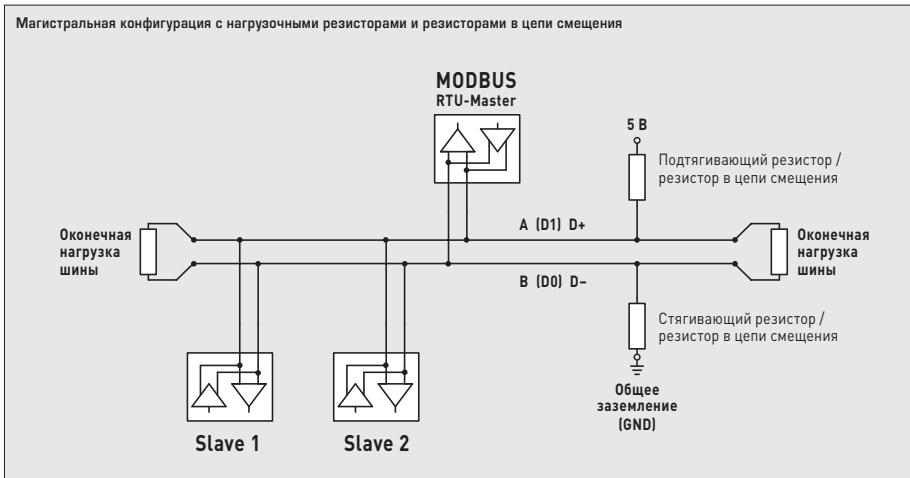 Магистральная конфигурация с нагрузочными резисторами и резисторами в цепи смещения
MODBUS
RTU-Master
5 В
Подтягивающий резистор /
резистор в цепи смещения
A (D1) D+
Оконечная
нагрузка
шины
Оконечная
нагрузка
шины
B (D0) D–
Стягивающий резистор /
резистор в цепи смещения
Общее
заземление
(GND)
Slave 1
Slave 2